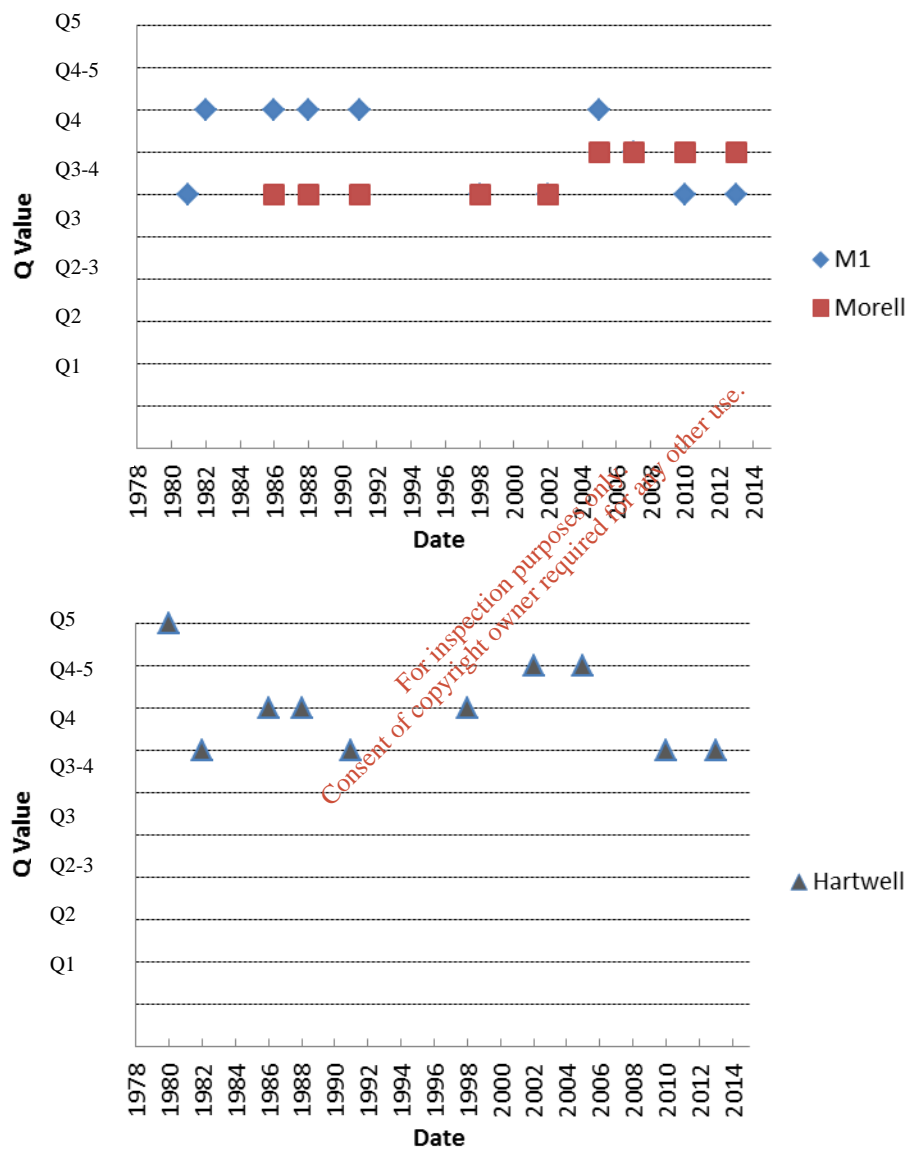 Q5
Q4-5
Q4
Q3-4
Q3
Q2-3
Q2
Q1
Q Value
M1
Morell
1978 1980 1982 1984 1986 1988 1990 1992 1994 1996 1998 2000 2002 2004 2006 2008 2010 2012 2014
Date
For inspection purposes only.
Consent of copyright owner required for any other use.
Q5
Q4-5
Q4
Q3-4
Q3
Q2-3
Q2
Q1
Q Value
Hartwell
1978 1980 1982 1984 1986 1988 1990 1992 1994 1996 1998 2000 2002 2004 2006 2008 2010 2012 2014
Date